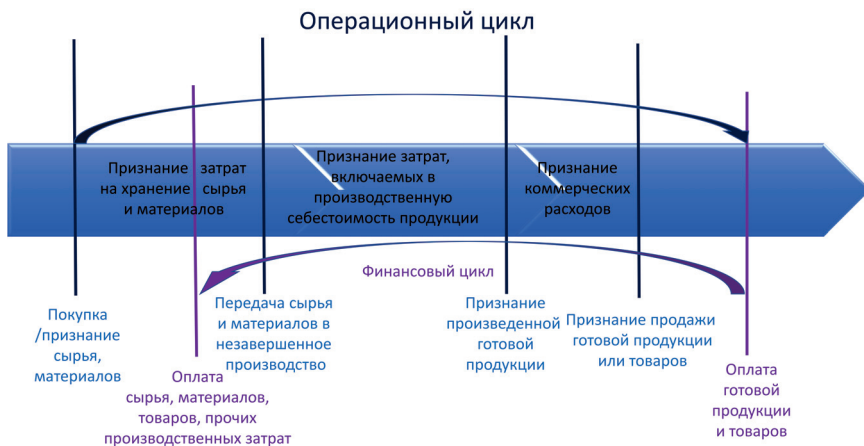 Операционный цикл
Признание затрат
на хранение сырья
и материалов
Признание затрат,
включаемых в
производственную
себестоимость продукции
Признание
коммерческих
расходов
Финансовый цикл
Покупка
/признание
сырья,
материалов
Оплата
сырья, материалов,
товаров, прочих
производственных затрат
Передача сырья
и материалов в
незавершенное
производство
Признание
произведенной
готовой
продукции
Признание продажи
готовой продукции
или товаров
Оплата
готовой
продукции
и товаров